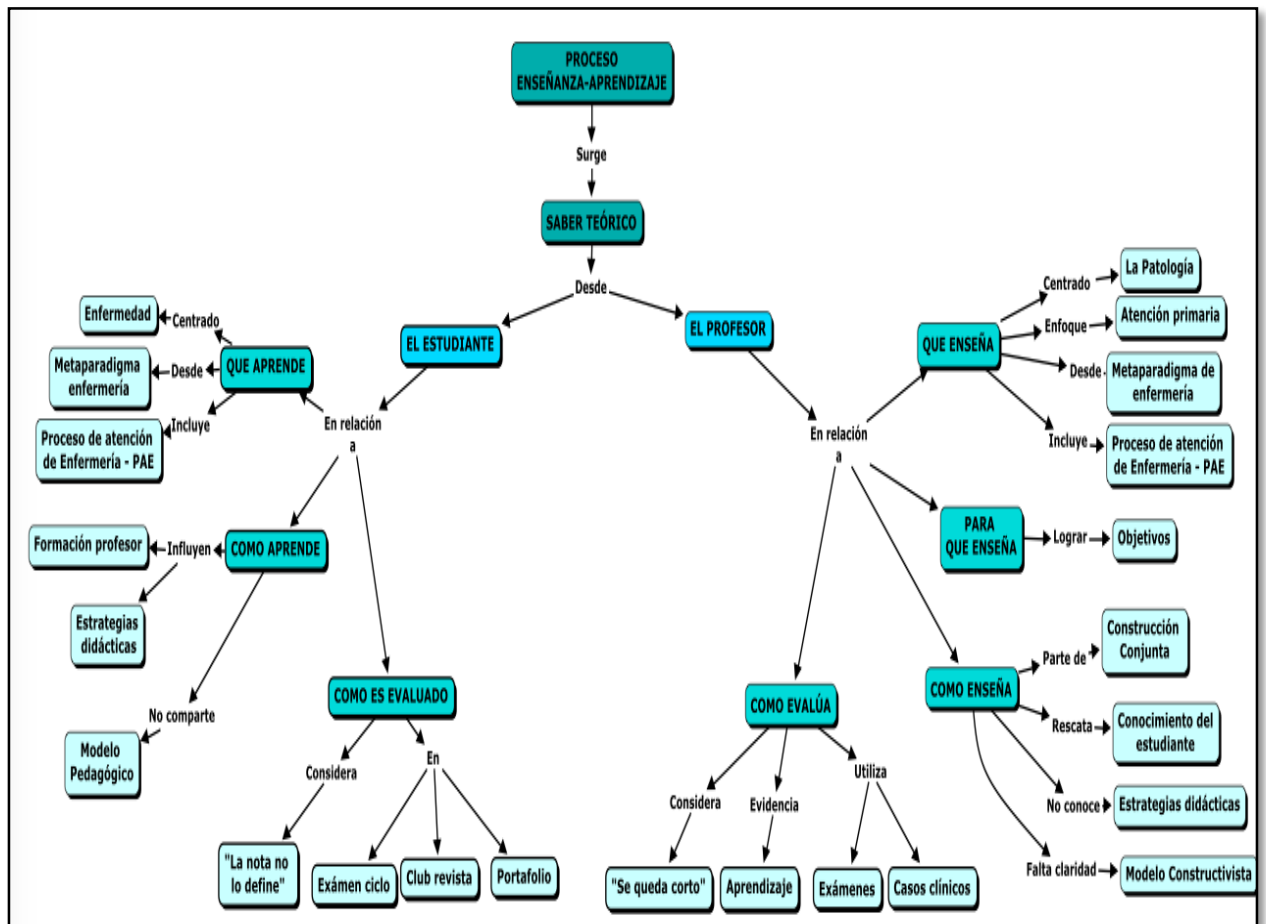 PROCESO
ENSEÑANZA-APRENDIZAJE
Surge
SABER TEÓRICO
Desde
EL ESTUDIANTE
EL PROFESOR
Enfermedad
Centrado
Metaparadigma
enfermería
Desde
QUE APRENDE
Incluye
Proceso de atención
de Enfermería - PAE
En relación
a
Formación profesor
Influyen
COMO APRENDE
Estrategias
didácticas
No comparte
Modelo
Pedagógico
COMO ES EVALUADO
Considera
En
"La nota no
lo define"
Exámen ciclo
Club revista
Portafolio
QUE ENSEÑA
Centrado
La Patología
Enfoque
Atención primaria
Desde
Metaparadigma de
enfermería
Incluye
Proceso de atención
de Enfermería - PAE
En relación
a
PARA
QUE ENSEÑA
Lograr
Objetivos
COMO ENSEÑA
Parte de
Construcción
Conjunta
Rescata
Conocimiento del
estudiante
No conoce
Estrategias didácticas
Falta claridad
Modelo Constructivista
COMO EVALÚA
Considera
Evidencia
Utiliza
"Se queda corto"
Aprendizaje
Exámenes
Casos clínicos